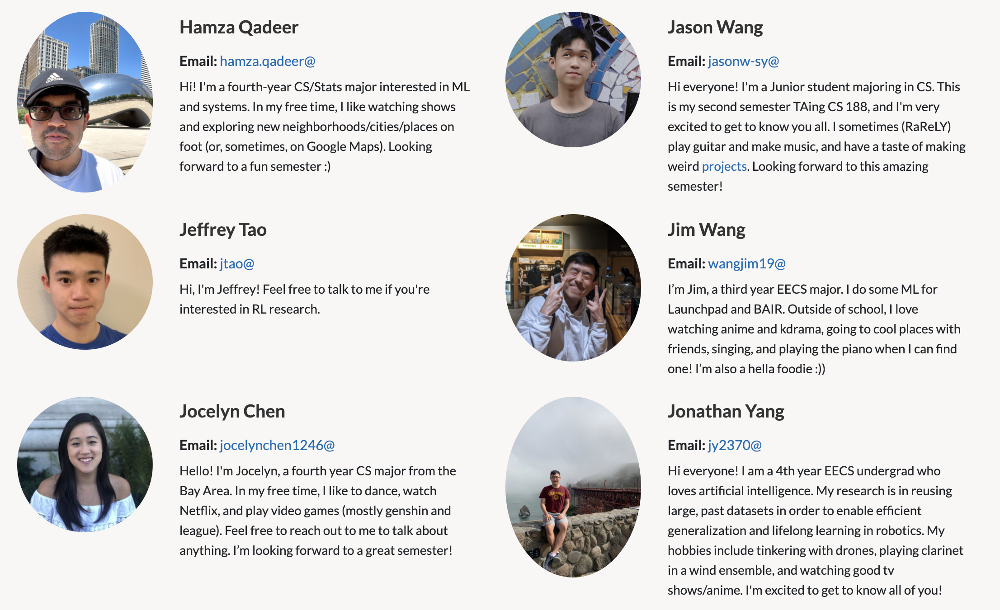 Hamza Qadeer
Email: hamza.qadeer@
Hi! I'm a fourth-year CS/Stats major interested in ML
and systems. In my free time, I like watching shows
and exploring new neighborhoods/cities/places on
foot (or, sometimes, on Google Maps). Looking
forward to a fun semester :)
adidas
Jason Wang
Email: jasonw-sy@
Hi everyone! I'm a Junior student majoring in CS. This
is my second semester TAing CS 188, and I'm very
excited to get to know you all. I sometimes (RaReLY)
play guitar and make music, and have a taste of making
weird projects. Looking forward to this amazing
semester!
Jeffrey Tao
Email: jtao@
Hi, I'm Jeffrey! Feel free to talk to me if you're
interested in RL research.
Jim Wang
Email: wangjim19@
I’m Jim, a third year EECS major. I do some ML for
Launchpad and BAIR. Outside of school, I love
watching anime and kdrama, going to cool places with
friends, singing, and playing the piano when I can find
one! I’m also a hella foodie :))
HANDMADE ICE CREAM
Jocelyn Chen
Email: jocelynchen1246@
Hello! I'm Jocelyn, a fourth year CS major from the
Bay Area. In my free time, I like to dance, watch
Netflix, and play video games (mostly genshin and
league). Feel free to reach out to me to talk about
anything. I’m looking forward to a great semester!
Jonathan Yang
Email: jy2370@
Hi everyone! I am a 4th year EECS undergrad who
loves artificial intelligence. My research is in reusing
large, past datasets in order to enable efficient
generalization and lifelong learning in robotics. My
hobbies include tinkering with drones, playing clarinet
in a wind ensemble, and watching good tv
shows/anime. I'm excited to get to know all of you!